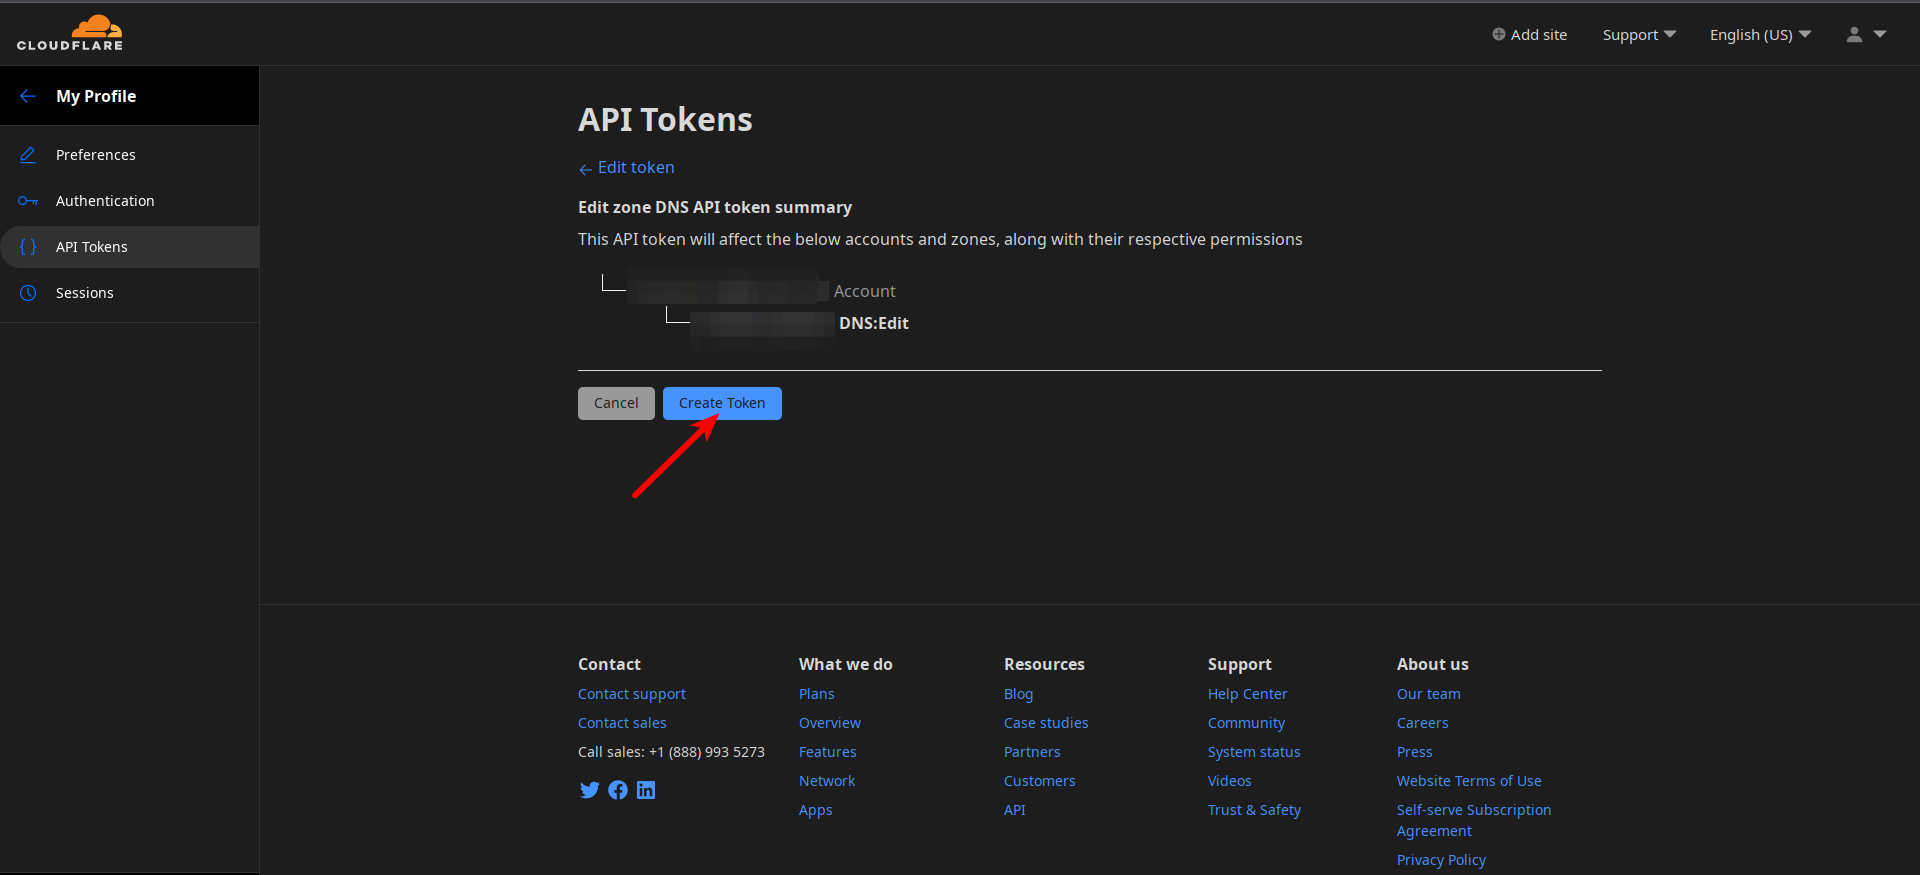 CLOUDFLARE
Add site
Support
English (US)
My Profile
Preferences
Authentication
API Tokens
Sessions
API Tokens
Edit token
Edit zone DNS API token summary
This API token will affect the below accounts and zones, along with their respective permissions
Account
DNS:Edit
Cancel
Create Token
Contact
Contact support
Contact sales
Call sales: +1 (888) 993 5273
What we do
Plans
Overview
Features
Network
Apps
Resources
Blog
Case studies
Partners
Customers
API
Support
Help Center
Community
System status
Videos
Trust & Safety
About us
Our team
Careers
Press
Website Terms of Use
Self-serve Subscription
Agreement
Privacy Policy